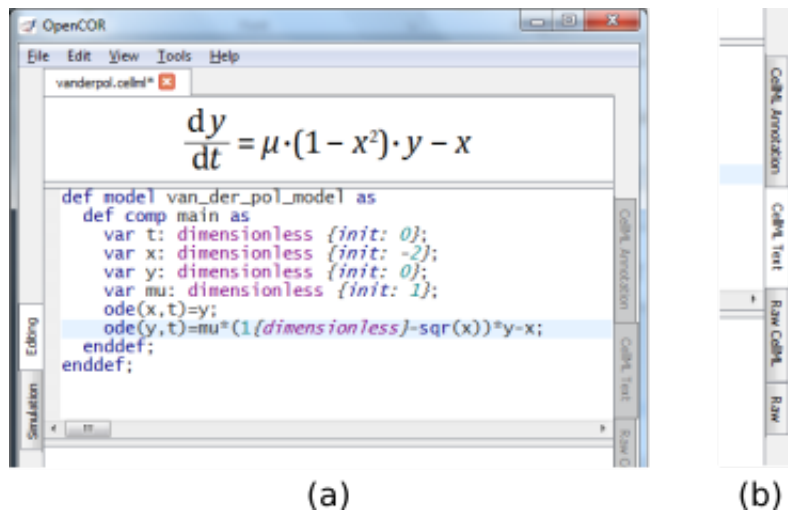 OpenCOR
File Edit View Tools Help
vanderpol.cellml*
dy/dt = μ·(1 − x²)·y − x
def model van_der_pol_model as
def comp main as
var t: dimensionless {init: 0};
var x: dimensionless {init: -2};
var y: dimensionless {init: 0};
var mu: dimensionless {init: 1};
ode(x,t)=y;
ode(y,t)=mu*(1{dimensionless}-sqr(x))*y-x;
enddef;
enddef;
Editing
Simulation
CellML Annotation
CellML Text
Raw C
(a)
CellML Annotation
CellML Text
Raw CellML
Raw
(b)